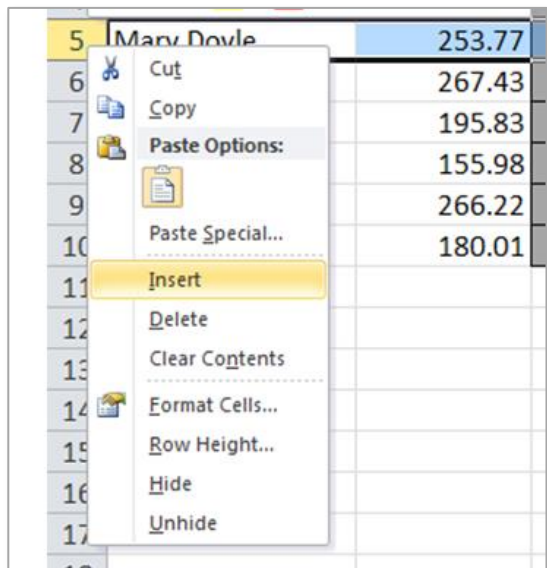 5 Mary Doyle 253.77
6 Cut 267.43
Copy
7 195.83
Paste Options:
8 155.98
9 266.22
Paste Special...
10 180.01
Insert
11
Delete
12
Clear Contents
13
14 Format Cells...
Row Height...
15
Hide
16
Unhide
17